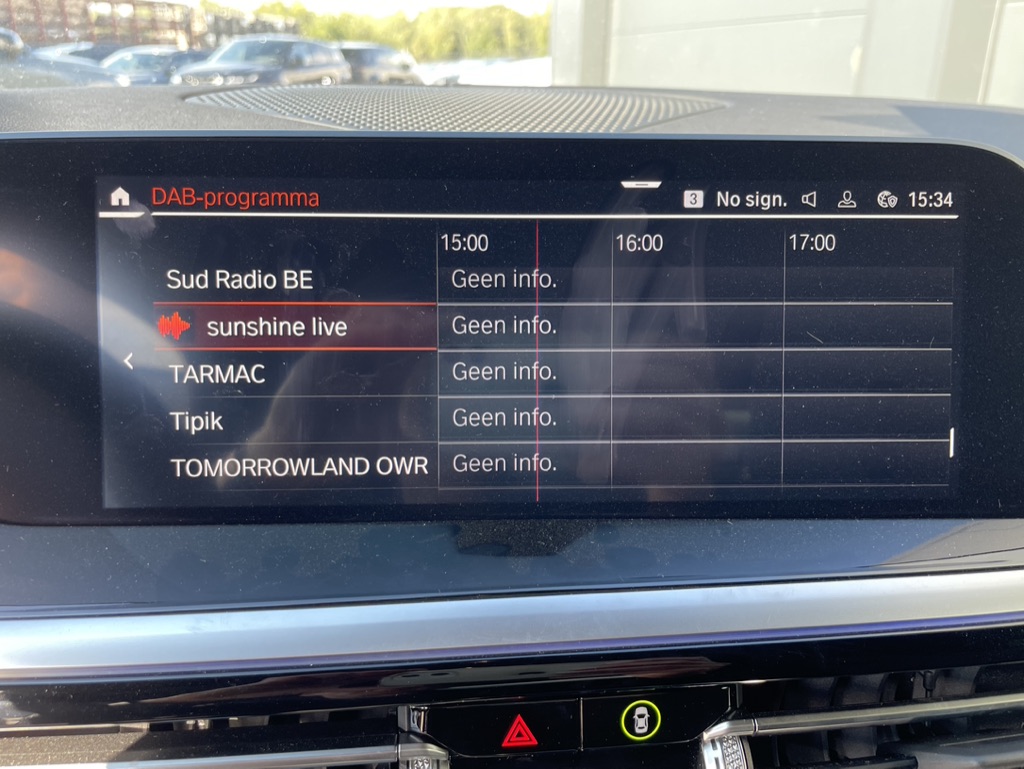 DAB-programma 3 No sign. 15:34
15:00 16:00 17:00
Sud Radio BE Geen info.
sunshine live Geen info.
TARMAC Geen info.
Tipik Geen info.
TOMORROWLAND OWR Geen info.